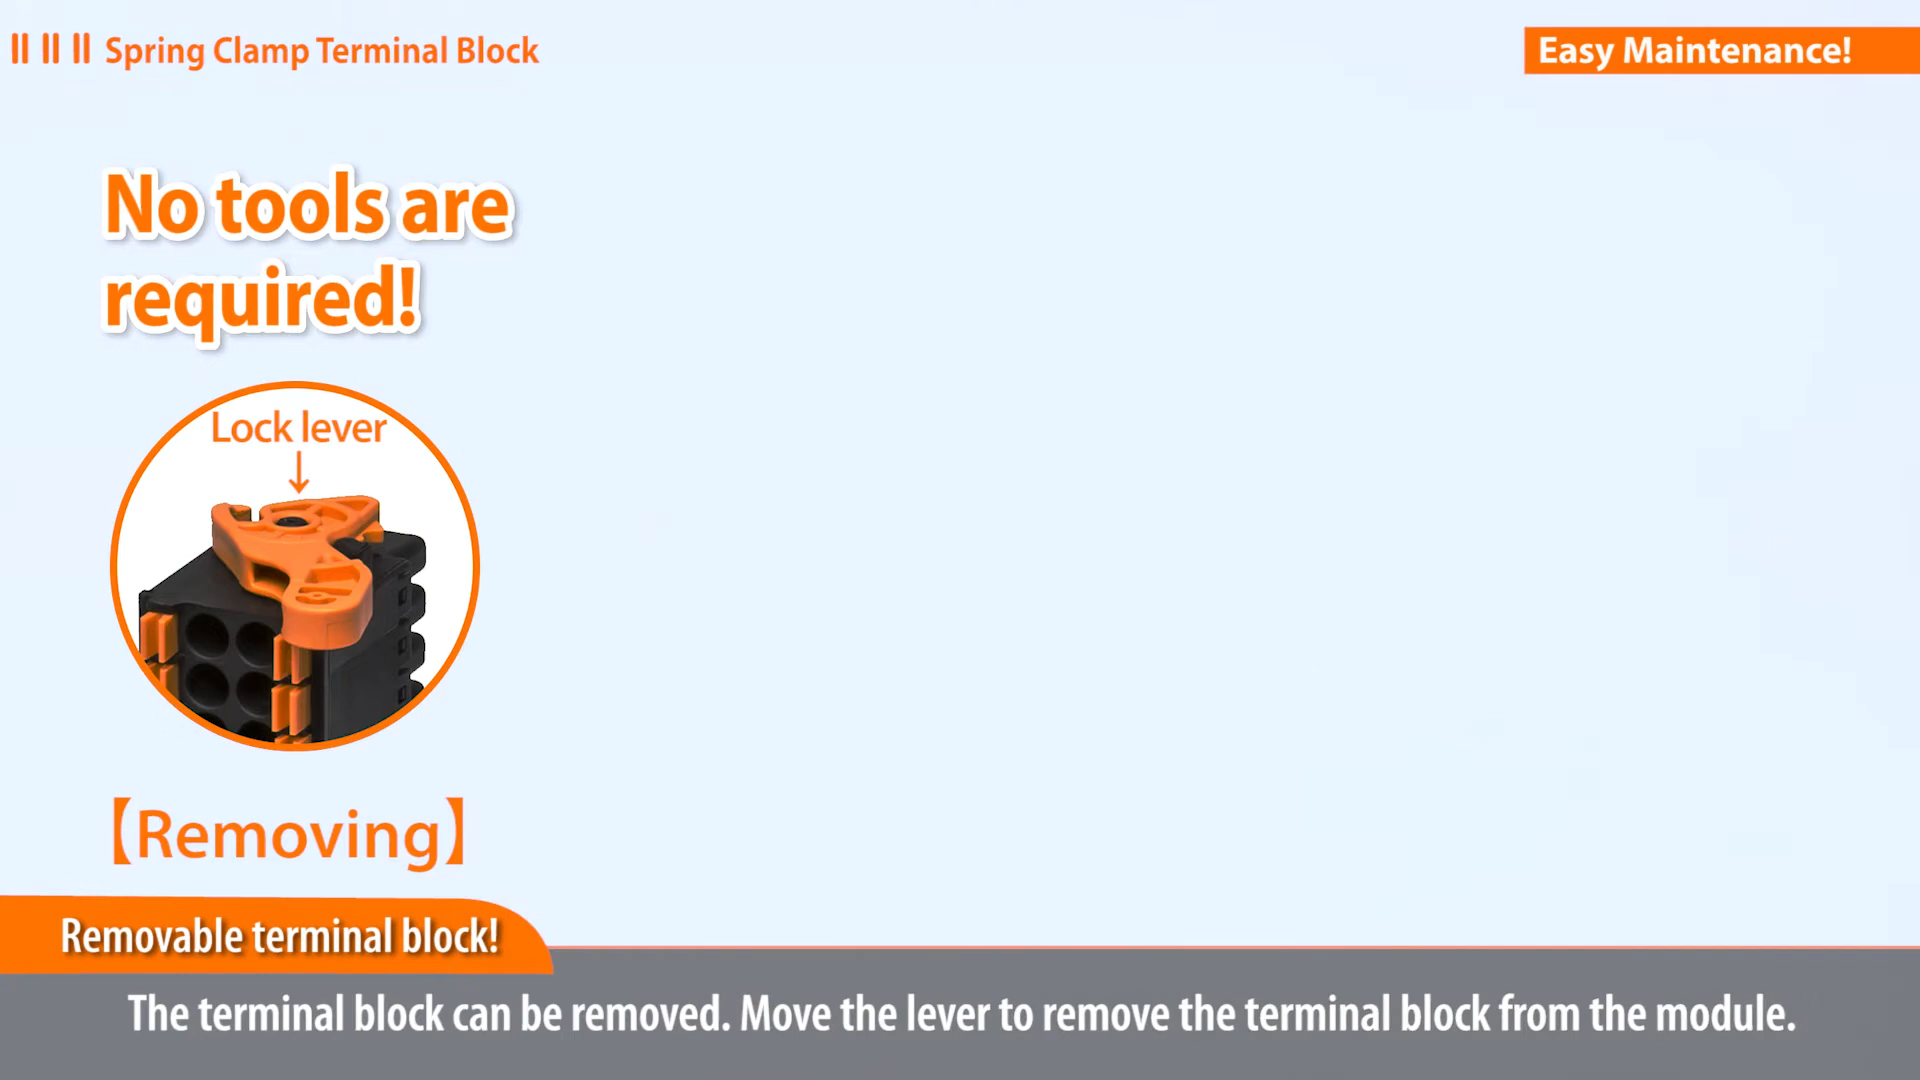 Spring Clamp Terminal Block
Easy Maintenance!
No tools are
required!
Lock lever
【Removing】
Removable terminal block!
The terminal block can be removed. Move the lever to remove the terminal block from the module.